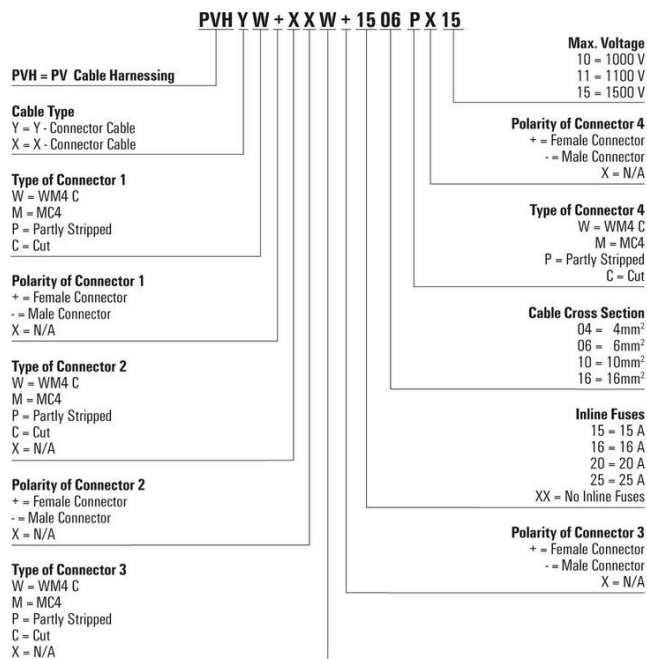 PVH Y W + X X W + 15 06 P X 15
PVH = PV Cable Harnessing
Cable Type
Y = Y - Connector Cable
X = X - Connector Cable
Type of Connector 1
W = WM4 C
M = MC4
P = Partly Stripped
C = Cut
Polarity of Connector 1
+ = Female Connector
- = Male Connector
X = N/A
Type of Connector 2
W = WM4 C
M = MC4
P = Partly Stripped
C = Cut
X = N/A
Polarity of Connector 2
+ = Female Connector
- = Male Connector
X = N/A
Type of Connector 3
W = WM4 C
M = MC4
P = Partly Stripped
C = Cut
X = N/A
Max. Voltage
10 = 1000 V
11 = 1100 V
15 = 1500 V
Polarity of Connector 4
+ = Female Connector
- = Male Connector
X = N/A
Type of Connector 4
W = WM4 C
M = MC4
P = Partly Stripped
C = Cut
Cable Cross Section
04 = 4mm²
06 = 6mm²
10 = 10mm²
16 = 16mm²
Inline Fuses
15 = 15 A
16 = 16 A
20 = 20 A
25 = 25 A
XX = No Inline Fuses
Polarity of Connector 3
+ = Female Connector
- = Male Connector
X = N/A